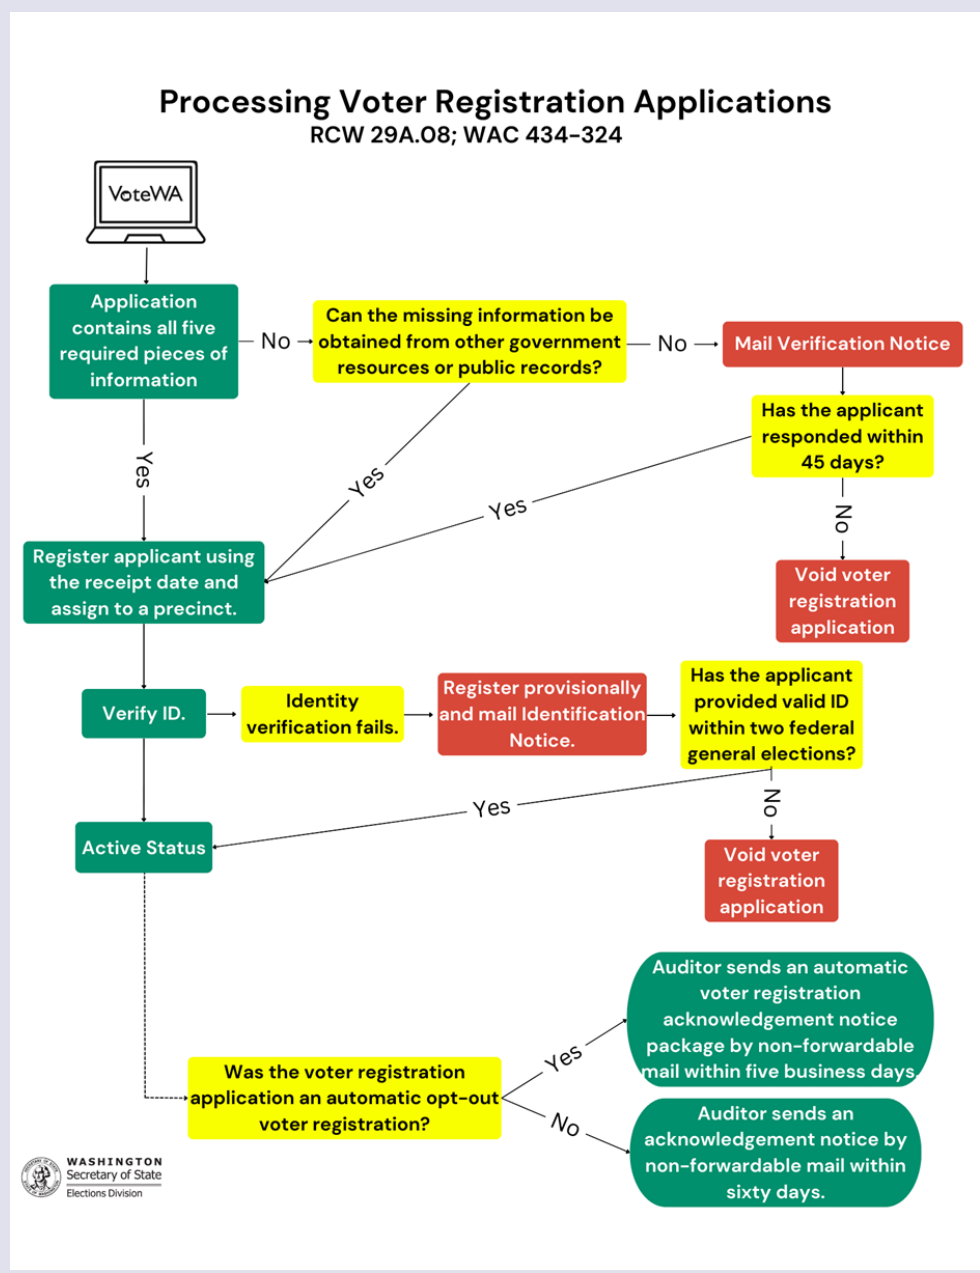 Processing Voter Registration Applications
RCW 29A.08; WAC 434-324
VoteWA
Application
contains all five
required pieces of
information
No
Can the missing information be
obtained from other government
resources or public records?
No
Mail Verification Notice
Has the applicant
responded within
45 days?
Yes
Yes
Yes
No
Register applicant using
the receipt date and
assign to a precinct.
Void voter
registration
application
Verify ID.
Identity
verification fails.
Register provisionally
and mail Identification
Notice.
Has the applicant
provided valid ID
within two federal
general elections?
Yes
No
Active Status
Void voter
registration
application
Was the voter registration
application an automatic opt-out
voter registration?
Yes
Auditor sends an automatic
voter registration
acknowledgement notice
package by non-forwardable
mail within five business days.
No
Auditor sends an
acknowledgement notice by
non-forwardable mail within
sixty days.
WASHINGTON
Secretary of State
Elections Division